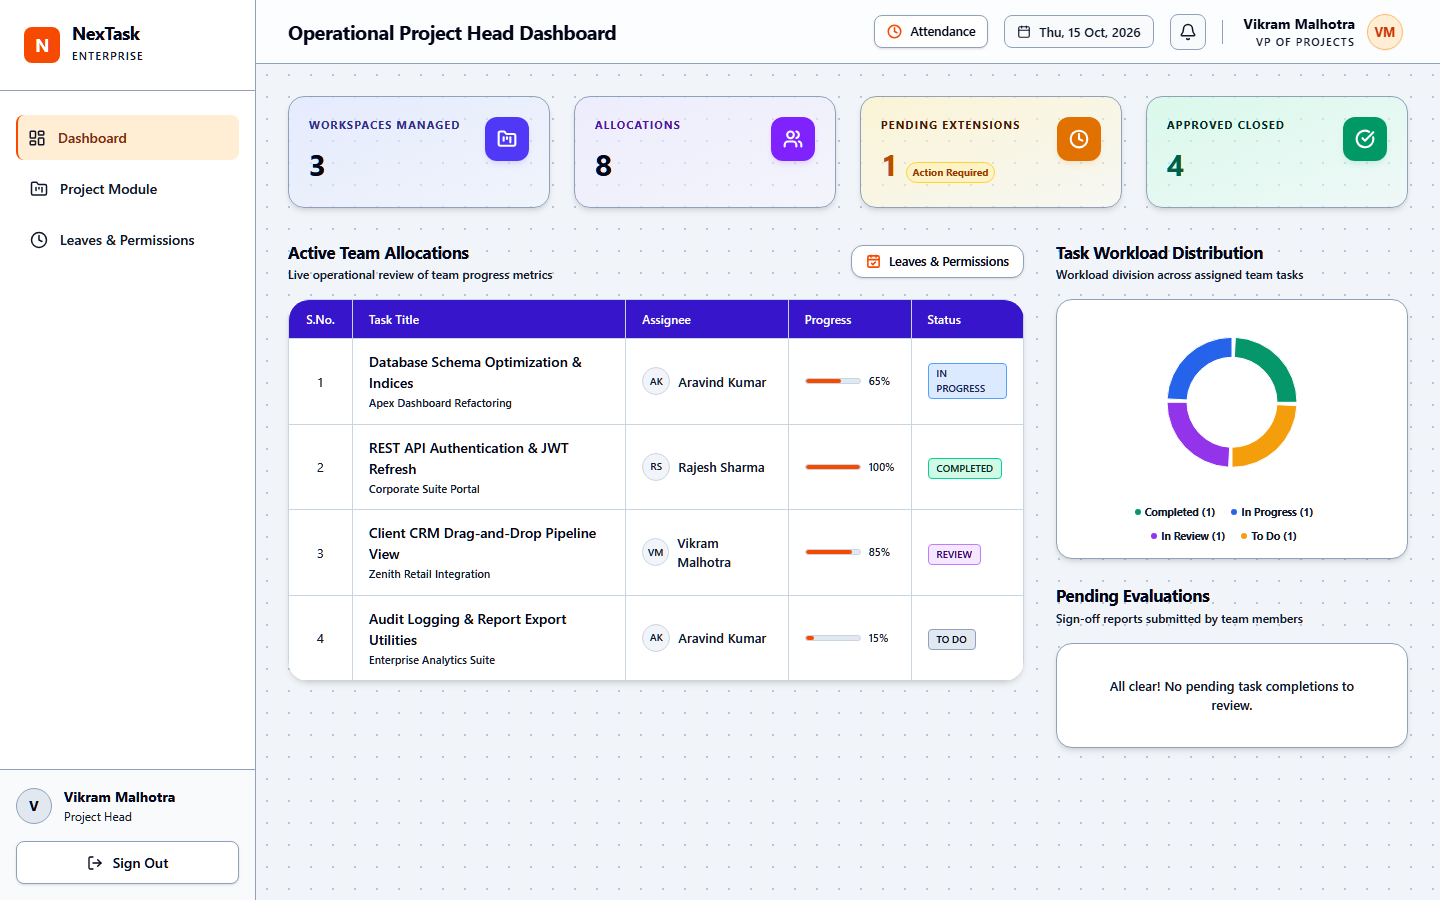 N
NexTask
ENTERPRISE
Dashboard
Project Module
Leaves & Permissions
V
Vikram Malhotra
Project Head
Sign Out
Operational Project Head Dashboard
Attendance
Thu, 15 Oct, 2026
Vikram Malhotra
VP OF PROJECTS
VM
WORKSPACES MANAGED
3
ALLOCATIONS
8
PENDING EXTENSIONS
1 Action Required
APPROVED CLOSED
4
Active Team Allocations
Live operational review of team progress metrics
Leaves & Permissions
S.No. Task Title Assignee Progress Status
1
Database Schema Optimization &
Indices
Apex Dashboard Refactoring
AK Aravind Kumar
65%
IN
PROGRESS
2
REST API Authentication & JWT
Refresh
Corporate Suite Portal
RS Rajesh Sharma
100%
COMPLETED
3
Client CRM Drag-and-Drop Pipeline
View
Zenith Retail Integration
VM
Vikram
Malhotra
85%
REVIEW
4
Audit Logging & Report Export
Utilities
Enterprise Analytics Suite
AK Aravind Kumar
15%
TO DO
Task Workload Distribution
Workload division across assigned team tasks
Completed (1) In Progress (1)
In Review (1) To Do (1)
Pending Evaluations
Sign-off reports submitted by team members
All clear! No pending task completions to
review.